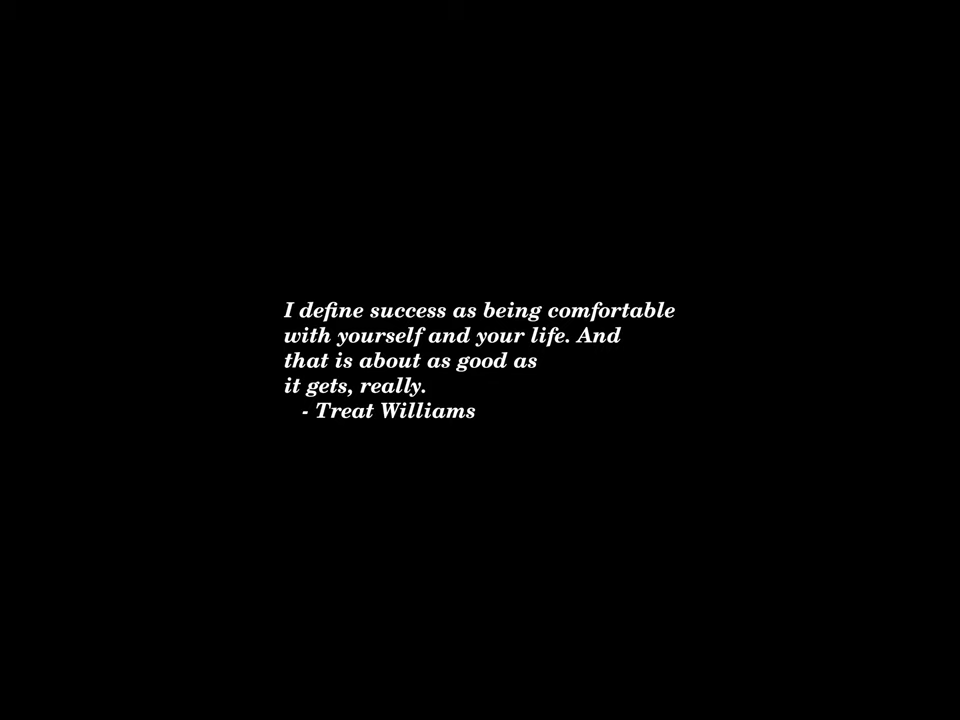 I define success as being comfortable
with yourself and your life. And
that is about as good as
it gets, really.
- Treat Williams